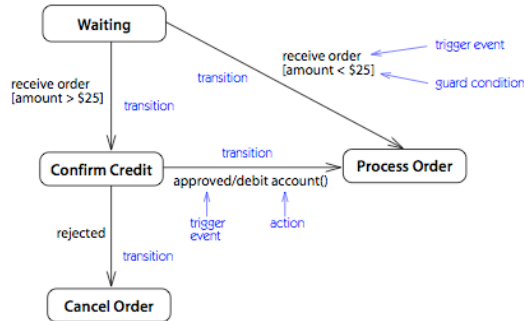 Waiting
receive order
[amount < $25]
trigger event
guard condition
transition
receive order
[amount > $25]
transition
Confirm Credit
transition
Process Order
approved/debit account()
trigger
event
action
rejected
transition
Cancel Order